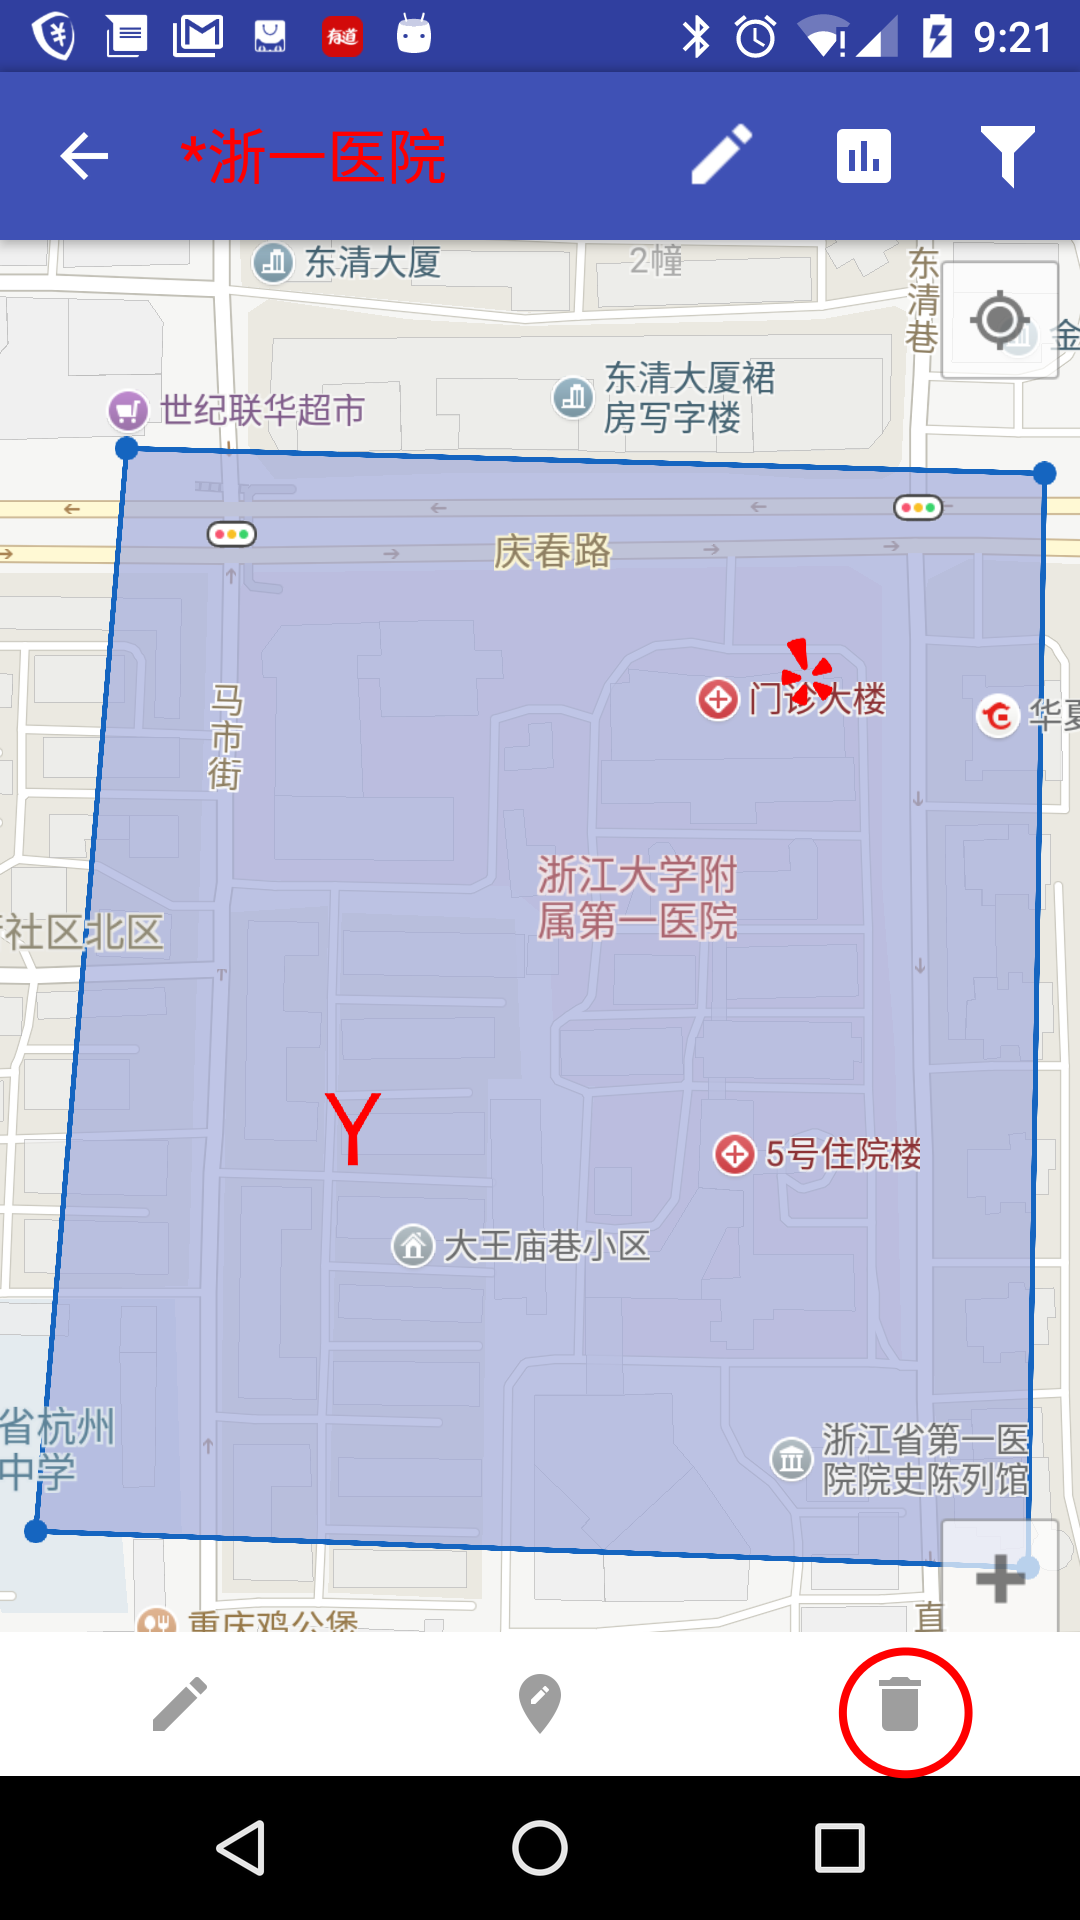 有道
9:21
*浙一医院
东清大厦
2幢
东清巷
金
东清大厦裙
房写字楼
世纪联华超市
庆春路
马市街
门诊大楼
华夏
浙江大学附
属第一医院
社区北区
T
Y
5号住院楼
大王庙巷小区
省杭州
中学
浙江省第一医
院院史陈列馆
直
重庆鸡公煲